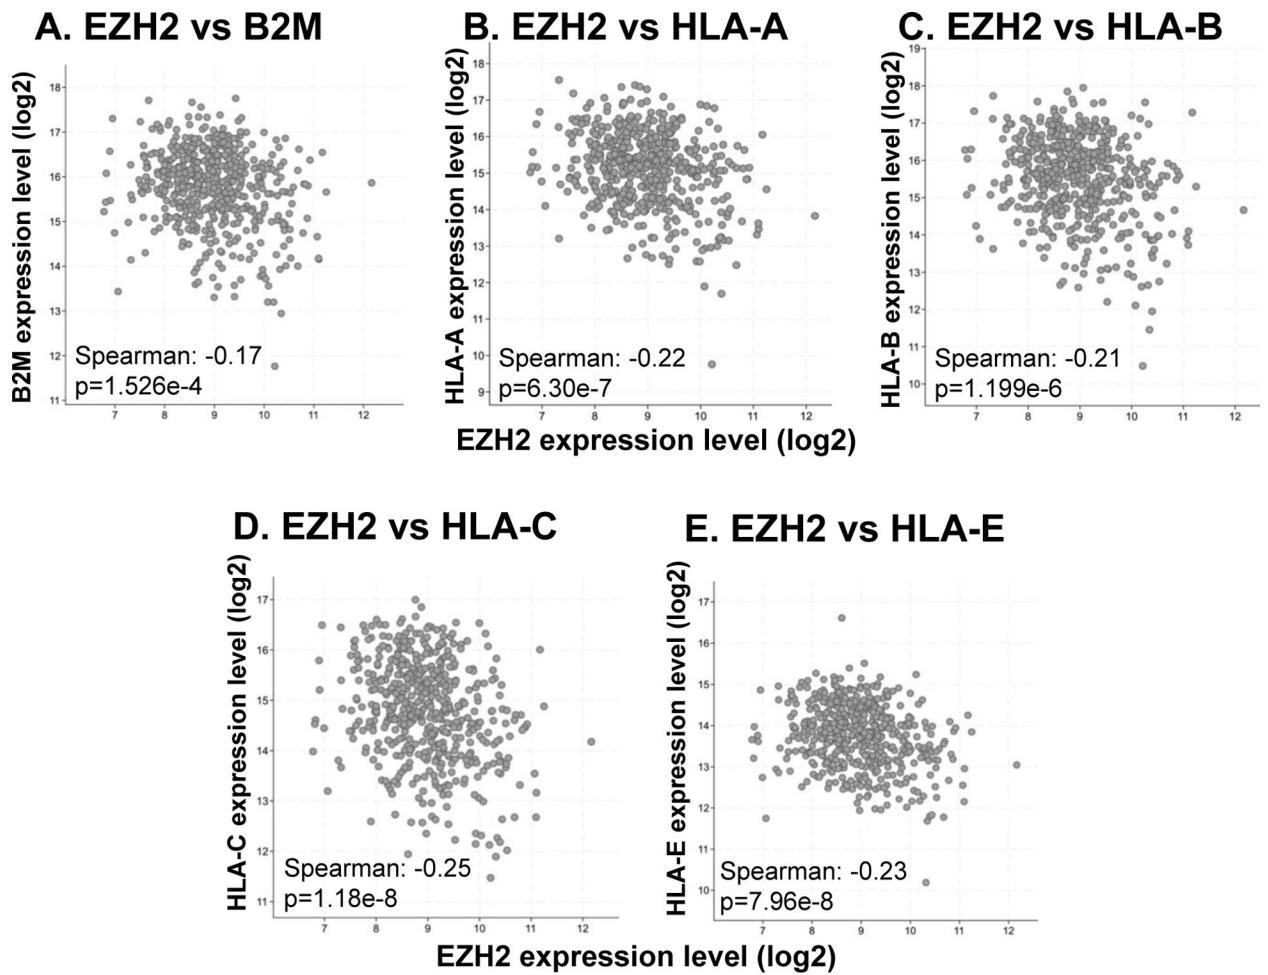 A. EZH2 vs B2M
B2M expression level (log2)
18
17
16
15
14
13
12
11
7 8 9 10 11 12
Spearman: -0.17
p=1.526e-4
B. EZH2 vs HLA-A
HLA-A expression level (log2)
18
17
16
15
14
13
12
11
10
9
7 8 9 10 11 12
Spearman: -0.22
p=6.30e-7
C. EZH2 vs HLA-B
HLA-B expression level (log2)
19
18
17
16
15
14
13
12
11
10
7 8 9 10 11 12
Spearman: -0.21
p=1.199e-6
EZH2 expression level (log2)
D. EZH2 vs HLA-C
HLA-C expression level (log2)
17
16
15
14
13
12
11
7 8 9 10 11 12
Spearman: -0.25
p=1.18e-8
E. EZH2 vs HLA-E
HLA-E expression level (log2)
17
16
15
14
13
12
11
10
7 8 9 10 11 12
Spearman: -0.23
p=7.96e-8
EZH2 expression level (log2)